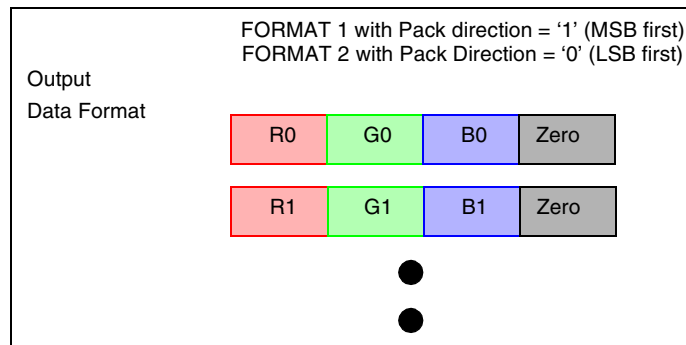 FORMAT 1 with Pack direction = ‘1’ (MSB first)
FORMAT 2 with Pack Direction = ‘0’ (LSB first)
Output
Data Format
R0 G0 B0 Zero
R1 G1 B1 Zero